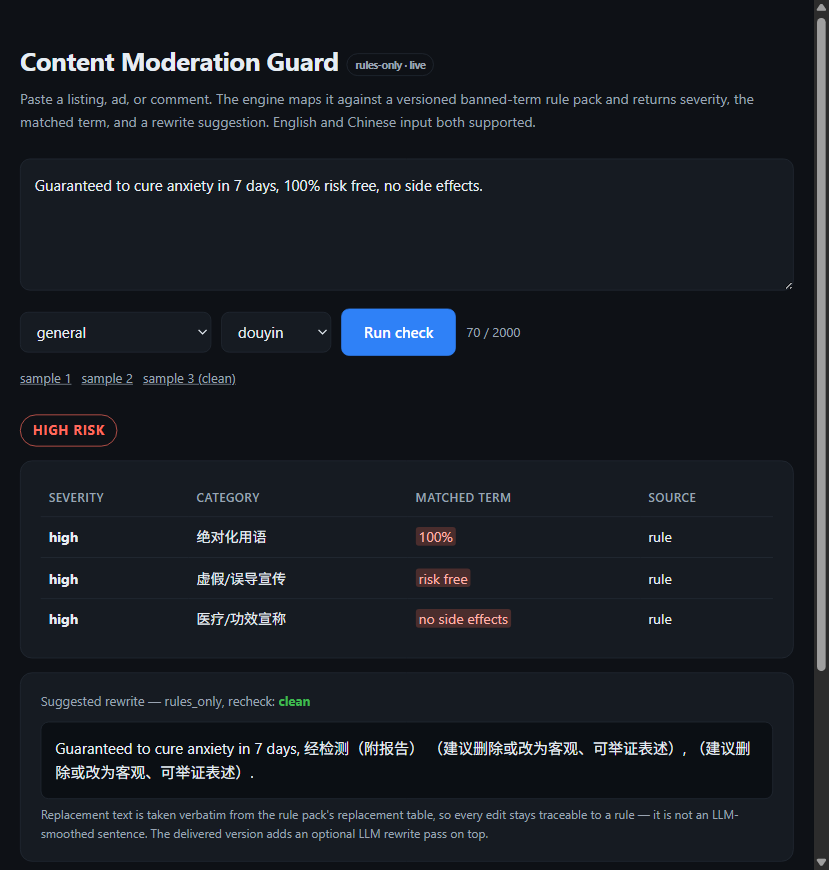 Content Moderation Guard rules-only · live
Paste a listing, ad, or comment. The engine maps it against a versioned banned-term rule pack and returns severity, the
matched term, and a rewrite suggestion. English and Chinese input both supported.
Guaranteed to cure anxiety in 7 days, 100% risk free, no side effects.
general douyin Run check 70 / 2000
sample 1 sample 2 sample 3 (clean)
HIGH RISK
SEVERITY CATEGORY MATCHED TERM SOURCE
high 绝对化用语 100% rule
high 虚假/误导宣传 risk free rule
high 医疗/功效宣称 no side effects rule
Suggested rewrite — rules_only, recheck: clean
Guaranteed to cure anxiety in 7 days, 经检测（附报告） （建议删除或改为客观、可举证表述）, （建议删
除或改为客观、可举证表述）.
Replacement text is taken verbatim from the rule pack's replacement table, so every edit stays traceable to a rule — it is not an LLM-
smoothed sentence. The delivered version adds an optional LLM rewrite pass on top.